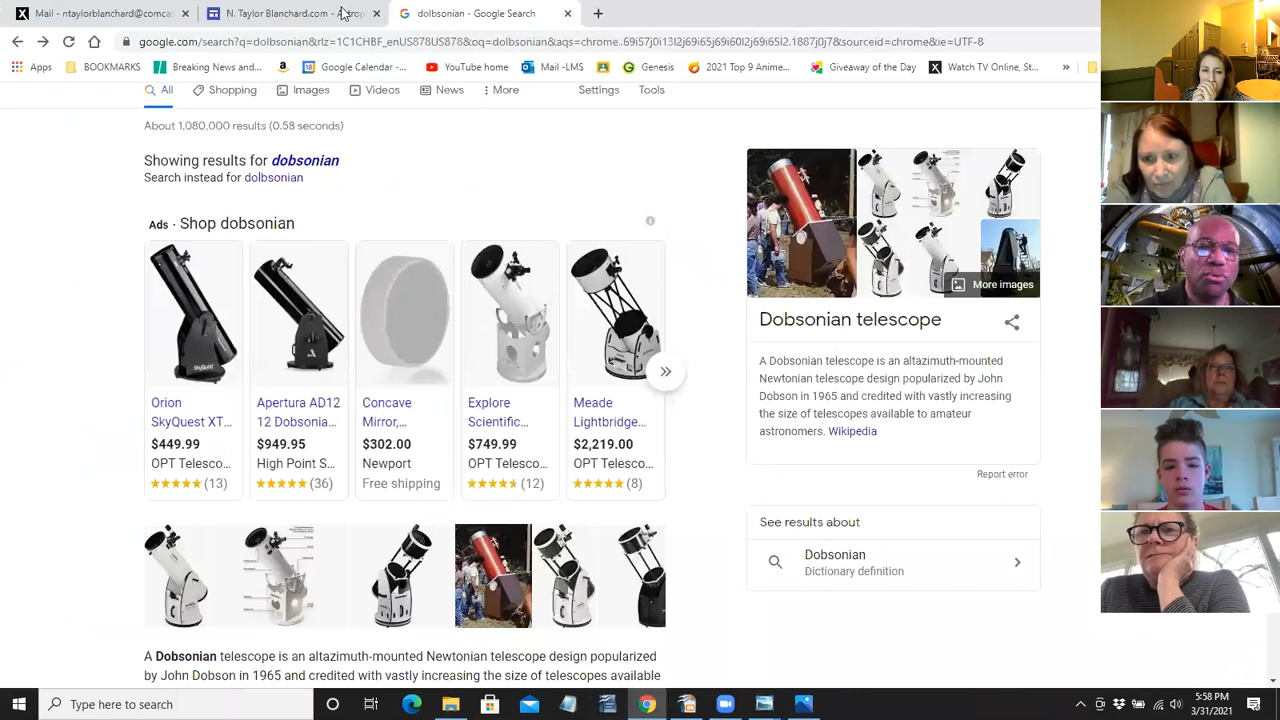 Mail - ntaylorblanchard@comca
N. Taylor Blanchard.com
dolbsonian - Google Search
google.com/search?q=dolbsonian&rlz=1C1CHBF_enUS878US878&oq=dolbsonian&aqs=chrome..69i57j0i13l2j69i65j69i60l2j69i65l2.1887j0j7&sourceid=chrome&ie=UTF-8
Apps
BOOKMARKS
Breaking News and...
Google Calendar -...
YouTube home
Genesis
2021 Top 9 Anime...
Giveaway of the Day
Watch TV Online, St...
»
All
Shopping
Images
Videos
News
More
Settings
Tools
About 1,080,000 results (0.58 seconds)
Showing results for dobsonian
Search instead for dolbsonian
Ads · Shop dobsonian
Orion
SkyQuest XT...
$449.99
OPT Telesco...
(13)
Apertura AD12
12 Dobsonia...
$949.95
High Point S...
(30)
Concave
Mirror,...
$302.00
Newport
Free shipping
Explore
Scientific...
$749.99
OPT Telesc...
(12)
Meade
Lightbridge...
$2,219.00
OPT Telesco...
(8)
A Dobsonian telescope is an altazimuth-mounted Newtonian telescope design popularized
by John Dobson in 1965 and credited with vastly increasing the size of telescopes available
More images
Dobsonian telescope
A Dobsonian telescope is an altazimuth-mounted
Newtonian telescope design popularized by John
Dobson in 1965 and credited with vastly increasing
the size of telescopes available to amateur
astronomers. Wikipedia
Report error
See results about
Dobsonian
Dictionary definition
Type here to search
5:58 PM
3/31/2021